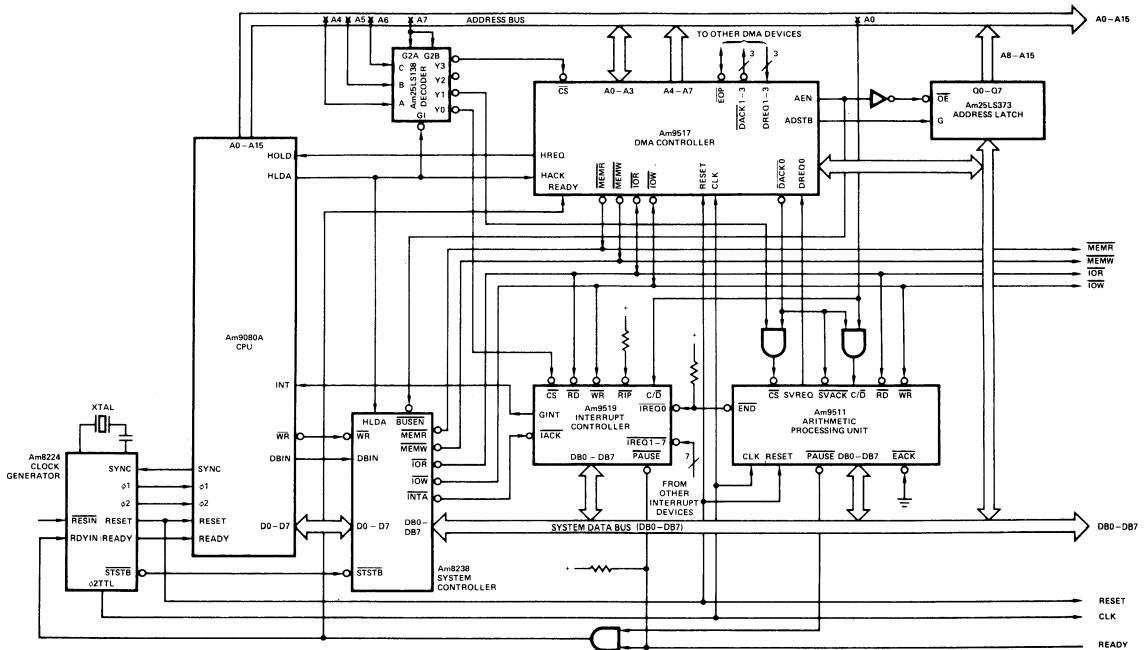 A4 A5 A6 A7 ADDRESS BUS A0 A0–A15
G2A G2B
C Y3
Y2
B Y1
A Y0
G1
Am25LS138
DECODER
TO OTHER DMA DEVICES
3 3
A8–A15
CS A0–A3 A4–A7 EOP DACK 1-3 DREQ 1-3 AEN
ADSTB
Am9517
DMA CONTROLLER
HREQ
HACK
READY MEMR MEMW IOR IOW RESET CLK DACK0 DREQ0
Q0–Q7
OE
Am25LS373
ADDRESS LATCH
G
A0–A15
HOLD
HLDA
Am9080A
CPU
INT
WR
DBIN
SYNC
φ1
φ2
RESET D0–D7
READY
MEMR
MEMW
IOR
IOW
XTAL
Am8224
CLOCK
GENERATOR
SYNC
φ1
φ2
RESIN RESET
RDYIN READY
STSTB
φ2TTL
HLDA BUSEN
WR MEMR
MEMW
DBIN IOR
IOW
INTA
D0–D7 DB0–
DB7
STSTB
Am8238
SYSTEM
CONTROLLER
+
+
CS RD WR RIP C/D
Am9519
INTERRUPT
CONTROLLER
GINT IREQ0
IACK IREQ1–7
DB0–DB7 PAUSE
7
FROM
OTHER
INTERRUPT
DEVICES
CS SVREQ SVACK C/D RD WR
END
Am9511
ARITHMETIC
PROCESSING UNIT
CLK RESET PAUSE DB0–DB7 EACK
SYSTEM DATA BUS (DB0–DB7) DB0–DB7
+
RESET
CLK
READY